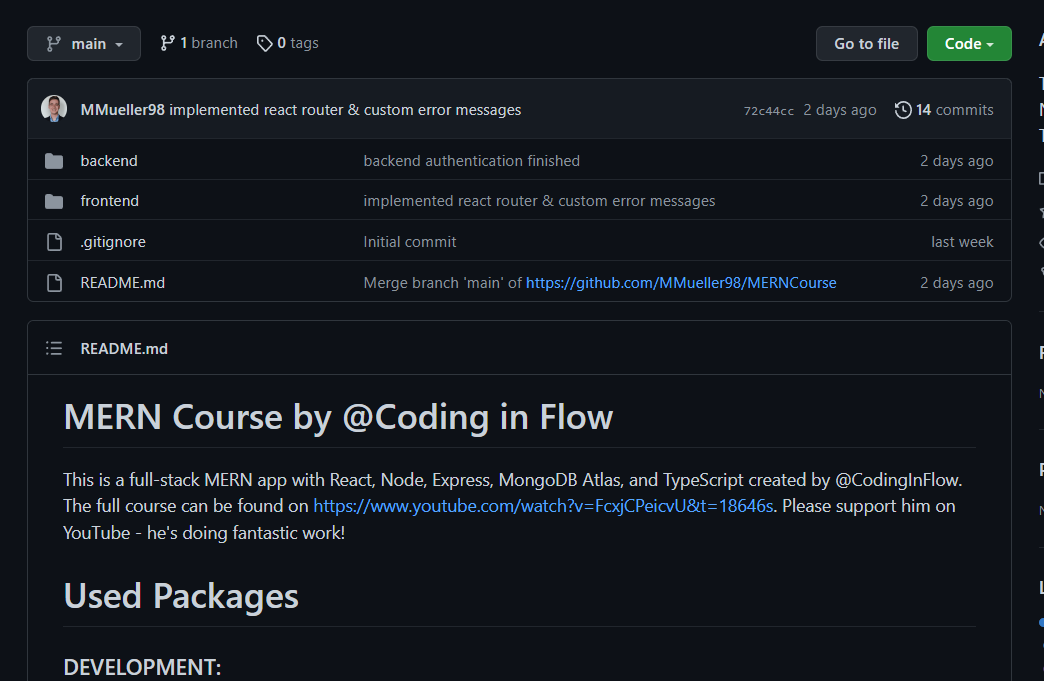 main
1 branch
0 tags
Go to file
Code
MMueller98 implemented react router & custom error messages
72c44cc 2 days ago
14 commits
backend
backend authentication finished
2 days ago
frontend
implemented react router & custom error messages
2 days ago
.gitignore
Initial commit
last week
README.md
Merge branch 'main' of https://github.com/MMueller98/MERNCourse
2 days ago
README.md
MERN Course by @Coding in Flow
This is a full-stack MERN app with React, Node, Express, MongoDB Atlas, and TypeScript created by @CodingInFlow.
The full course can be found on https://www.youtube.com/watch?v=FcxjCPeicvU&t=18646s. Please support him on
YouTube - he's doing fantastic work!
Used Packages
DEVELOPMENT: